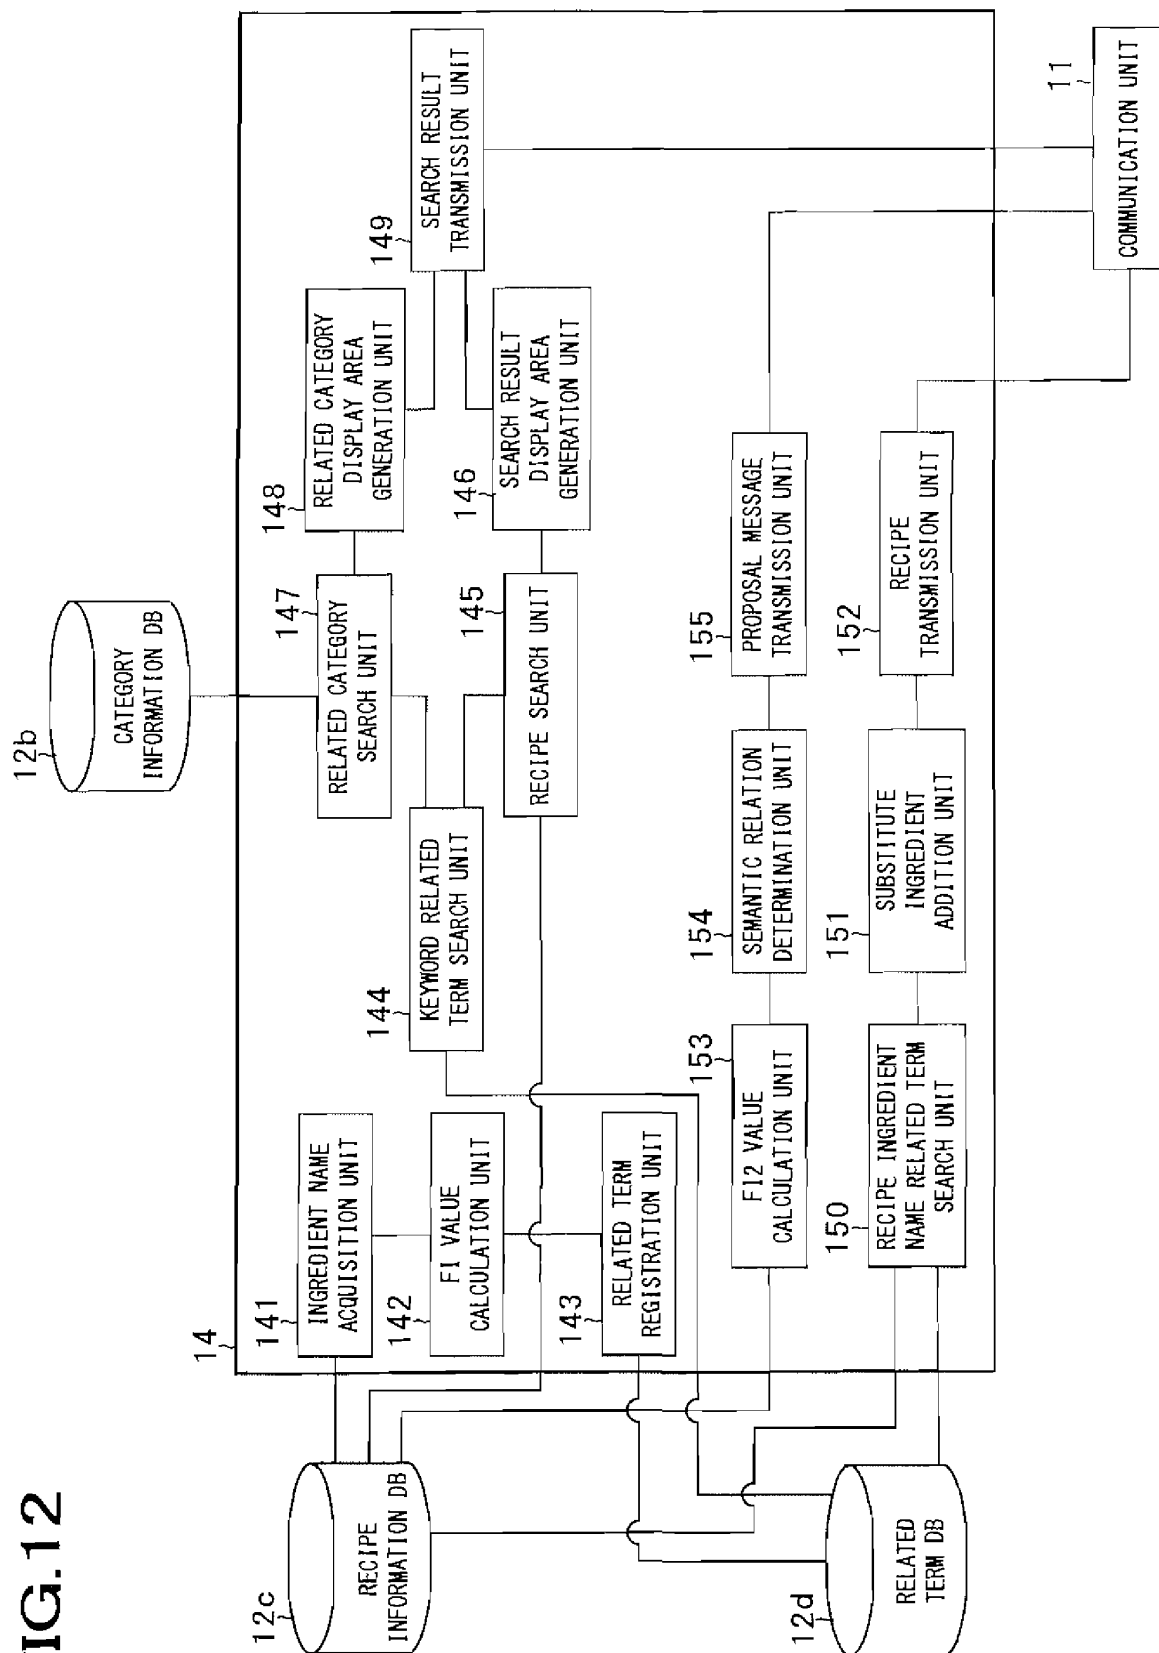 IG.12
12b
CATEGORY
INFORMATION DB
14
12c
RECIPE
INFORMATION DB
141
INGREDIENT NAME
ACQUISITION UNIT
142
FI VALUE
CALCULATION UNIT
143
RELATED TERM
REGISTRATION UNIT
144
KEYWORD RELATED
TERM SEARCH UNIT
147
RELATED CATEGORY
SEARCH UNIT
145
RECIPE SEARCH UNIT
148
RELATED CATEGORY
DISPLAY AREA
GENERATION UNIT
146
SEARCH RESULT
DISPLAY AREA
GENERATION UNIT
149
SEARCH RESULT
TRANSMISSION UNIT
153
FI2 VALUE
CALCULATION UNIT
154
SEMANTIC RELATION
DETERMINATION UNIT
155
PROPOSAL MESSAGE
TRANSMISSION UNIT
12d
RELATED
TERM DB
150
RECIPE INGREDIENT
NAME RELATED TERM
SEARCH UNIT
151
SUBSTITUTE
INGREDIENT
ADDITION UNIT
152
RECIPE
TRANSMISSION UNIT
11
COMMUNICATION UNIT